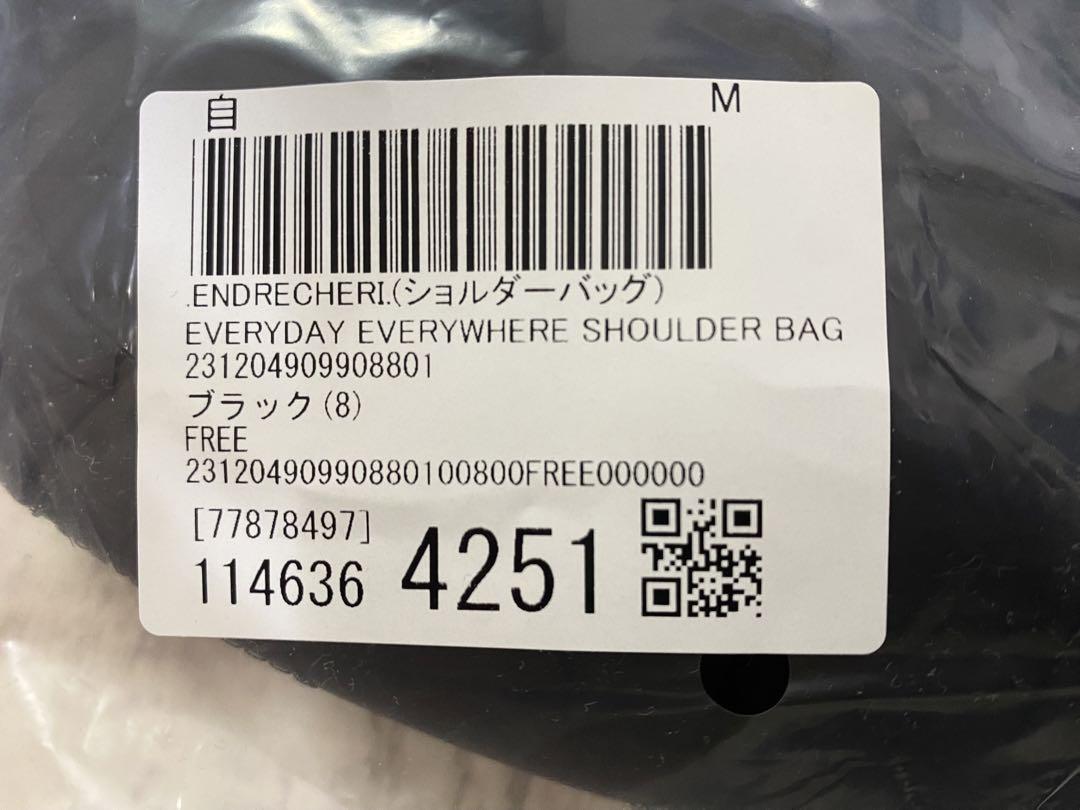 自 M
.ENDRECHERI.(ショルダーバッグ)
EVERYDAY EVERYWHERE SHOULDER BAG
231204909908801
ブラック(8)
FREE
23120490990880100800FREE000000
[77878497]
114636 4251